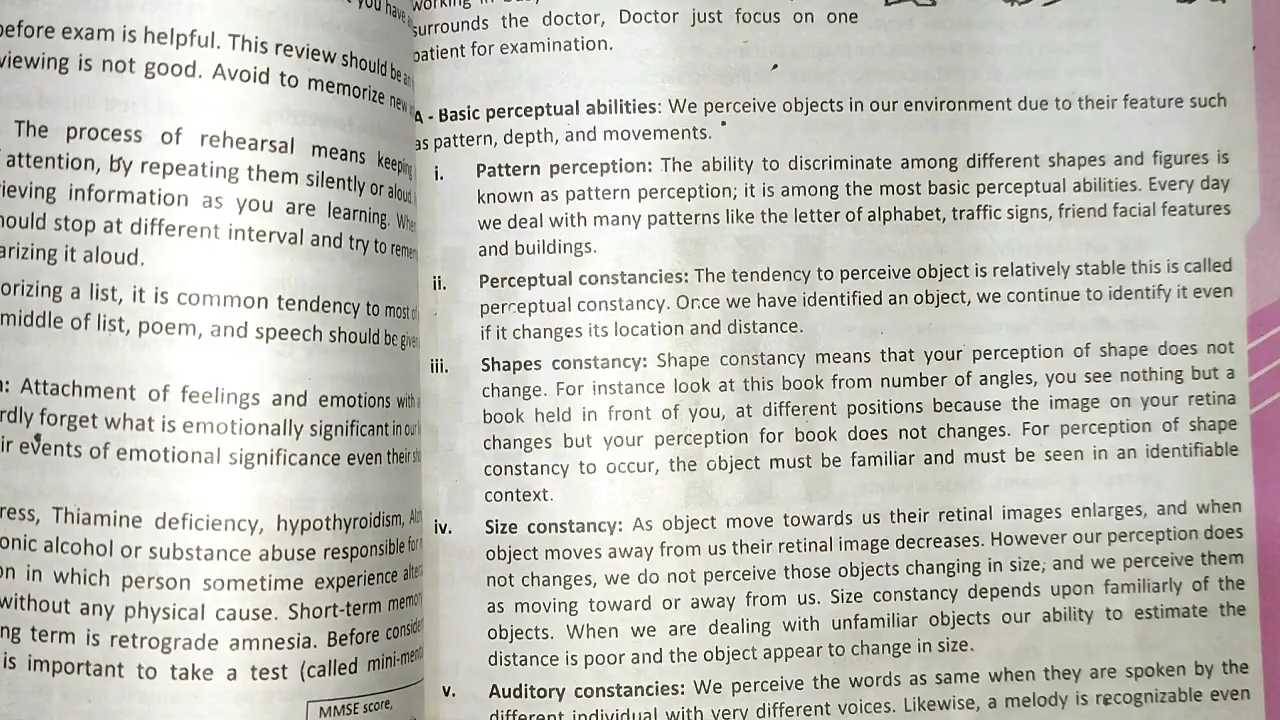 before exam is helpful. This review should be
viewing is not good. Avoid to memorize new
The process of rehearsal means keeping
attention, by repeating them silently or aloud
information as you are learning.
should stop at different interval and try to
it aloud.
a list, it is common tendency to most
middle of list, poem, and speech should be
: Attachment of feelings and emotions with
forget what is emotionally significant in our
events of emotional significance even their
Thiamine deficiency, hypothyroidism,
alcohol or substance abuse responsible for
in which person sometime experience
without any physical cause. Short-term
term is retrograde amnesia. Before
is important to take a test (called
MMSE score,
surrounds the doctor, Doctor just focus on one
patient for examination.
A - Basic perceptual abilities: We perceive objects in our environment due to their feature such
as pattern, depth, and movements.
i. Pattern perception: The ability to discriminate among different shapes and figures is
known as pattern perception; it is among the most basic perceptual abilities. Every day
we deal with many patterns like the letter of alphabet, traffic signs, friend facial features
and buildings.
ii. Perceptual constancies: The tendency to perceive object is relatively stable this is called
perceptual constancy. Once we have identified an object, we continue to identify it even
if it changes its location and distance.
iii. Shapes constancy: Shape constancy means that your perception of shape does not
change. For instance look at this book from number of angles, you see nothing but a
book held in front of you, at different positions because the image on your retina
changes but your perception for book does not changes. For perception of shape
constancy to occur, the object must be familiar and must be seen in an identifiable
context.
iv. Size constancy: As object move towards us their retinal images enlarges, and when
object moves away from us their retinal image decreases. However our perception does
not changes, we do not perceive those objects changing in size; and we perceive them
as moving toward or away from us. Size constancy depends upon familiarly of the
objects. When we are dealing with unfamiliar objects our ability to estimate the
distance is poor and the object appear to change in size.
v. Auditory constancies: We perceive the words as same when they are spoken by the
different individual with very different voices. Likewise, a melody is recognizable even